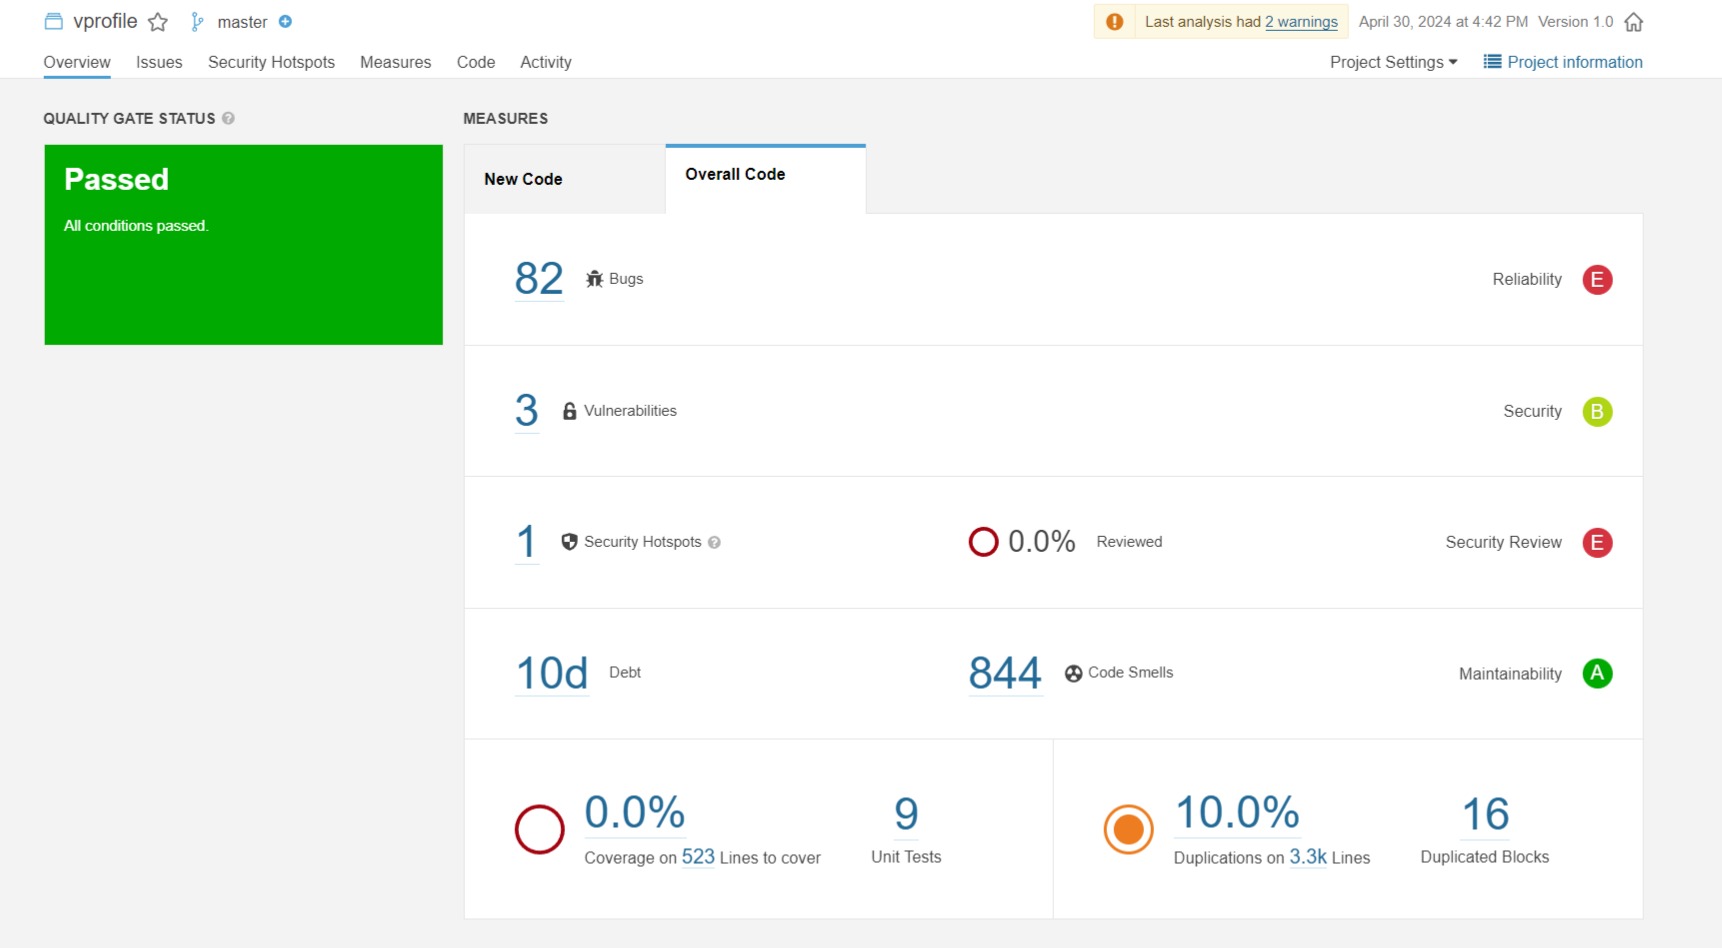 vprofile master
Last analysis had 2 warnings April 30, 2024 at 4:42 PM Version 1.0
Overview Issues Security Hotspots Measures Code Activity
Project Settings Project information
QUALITY GATE STATUS ?
Passed
All conditions passed.
MEASURES
New Code
Overall Code
82 Bugs
Reliability E
3 Vulnerabilities
Security B
1 Security Hotspots ?
0.0% Reviewed
Security Review E
10d Debt
844 Code Smells
Maintainability A
0.0%
Coverage on 523 Lines to cover
9
Unit Tests
10.0%
Duplications on 3.3k Lines
16
Duplicated Blocks